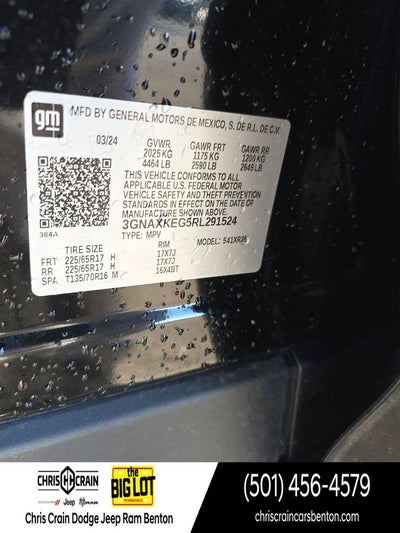 gm MFD BY GENERAL MOTORS DE MEXICO, S. DE R.L. DE C.V.
03/24 GVWR GAWR FRT GAWR RR
2025 KG 1175 KG 1200 KG
4464 LB 2590 LB 2645 LB
THIS VEHICLE CONFORMS TO ALL
APPLICABLE U.S. FEDERAL MOTOR
VEHICLE SAFETY AND THEFT PREVENTION
STANDARDS IN EFFECT ON THE DATE OF
MANUFACTURE SHOWN ABOVE.
3GNAXKEG5RL291524
384A TYPE: MPV MODEL: 541XR26
TIRE SIZE RIM
FRT 225/65R17 H 17X7J
RR 225/65R17 H 17X7J
SP T135/70R16 M 16X4BT
CHRIS CRAIN
DODGE Jeep RAM
the
BIG LOT
Chris Crain Dodge Jeep Ram Benton
(501) 456-4579
chriscraincarsbenton.com